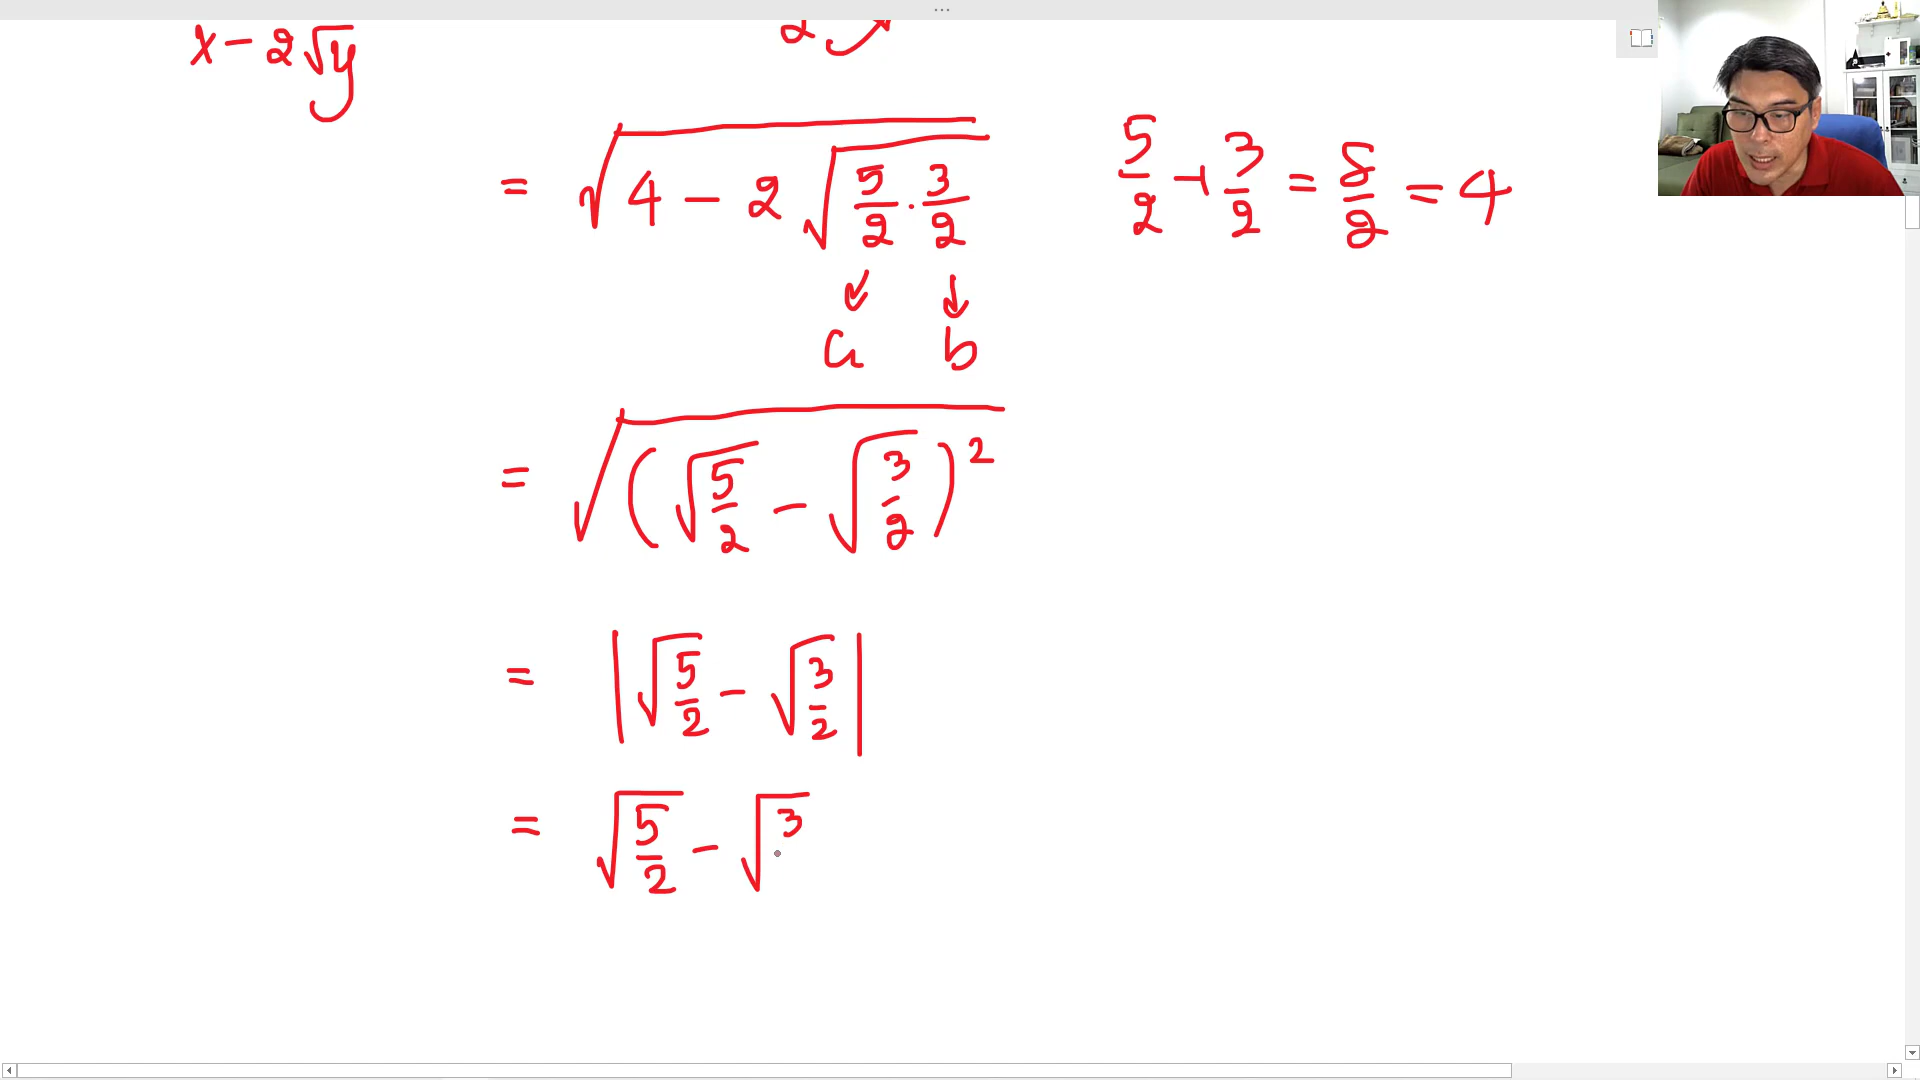 x - 2√y
2
= √(4 - 2√(5/2 · 3/2))
5/2 + 3/2 = 8/2 = 4
a b
= √((√(5/2) - √(3/2))²)
= |√(5/2) - √(3/2)|
= √(5/2) - √3